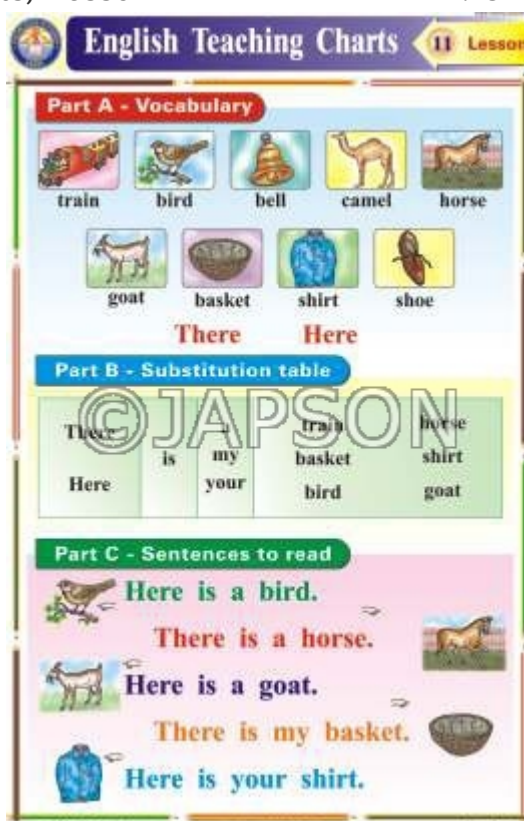 English Teaching Charts
11 Lesson
Part A - Vocabulary
train bird bell camel horse
goat basket shirt shoe
There Here
Part B - Substitution table
©JAPSON
There train horse
is my basket shirt
Here your bird goat
Part C - Sentences to read
Here is a bird.
There is a horse.
Here is a goat.
There is my basket.
Here is your shirt.